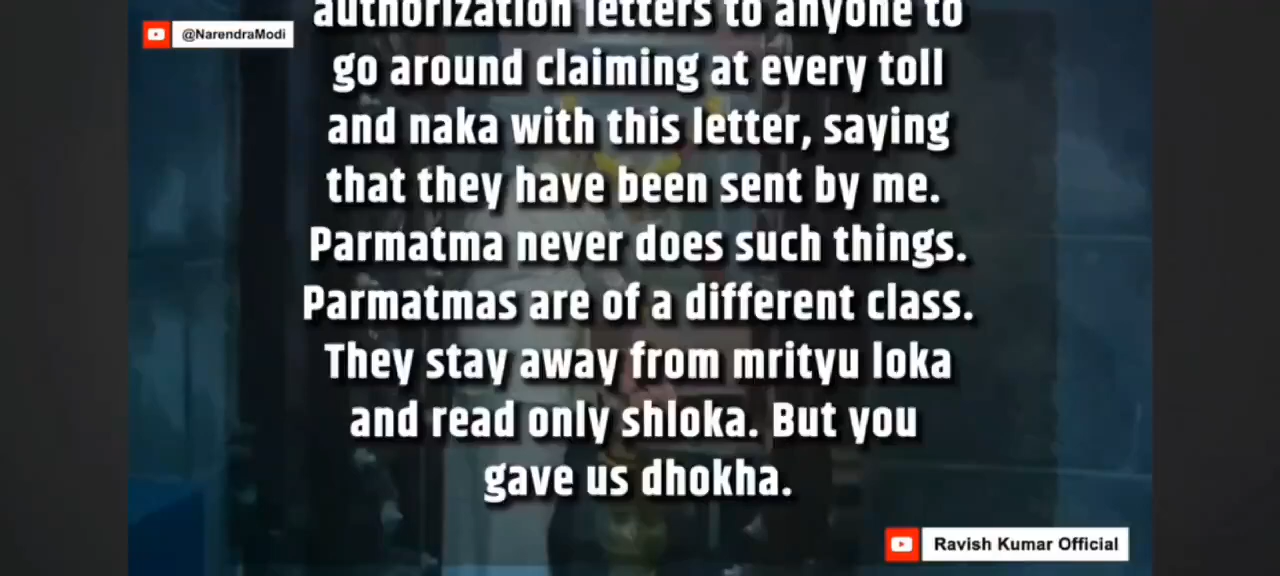 @NarendraModi
authorization letters to anyone to
go around claiming at every toll
and naka with this letter, saying
that they have been sent by me.
Parmatma never does such things.
Parmatmas are of a different class.
They stay away from mrityu loka
and read only shloka. But you
gave us dhokha.
Ravish Kumar Official